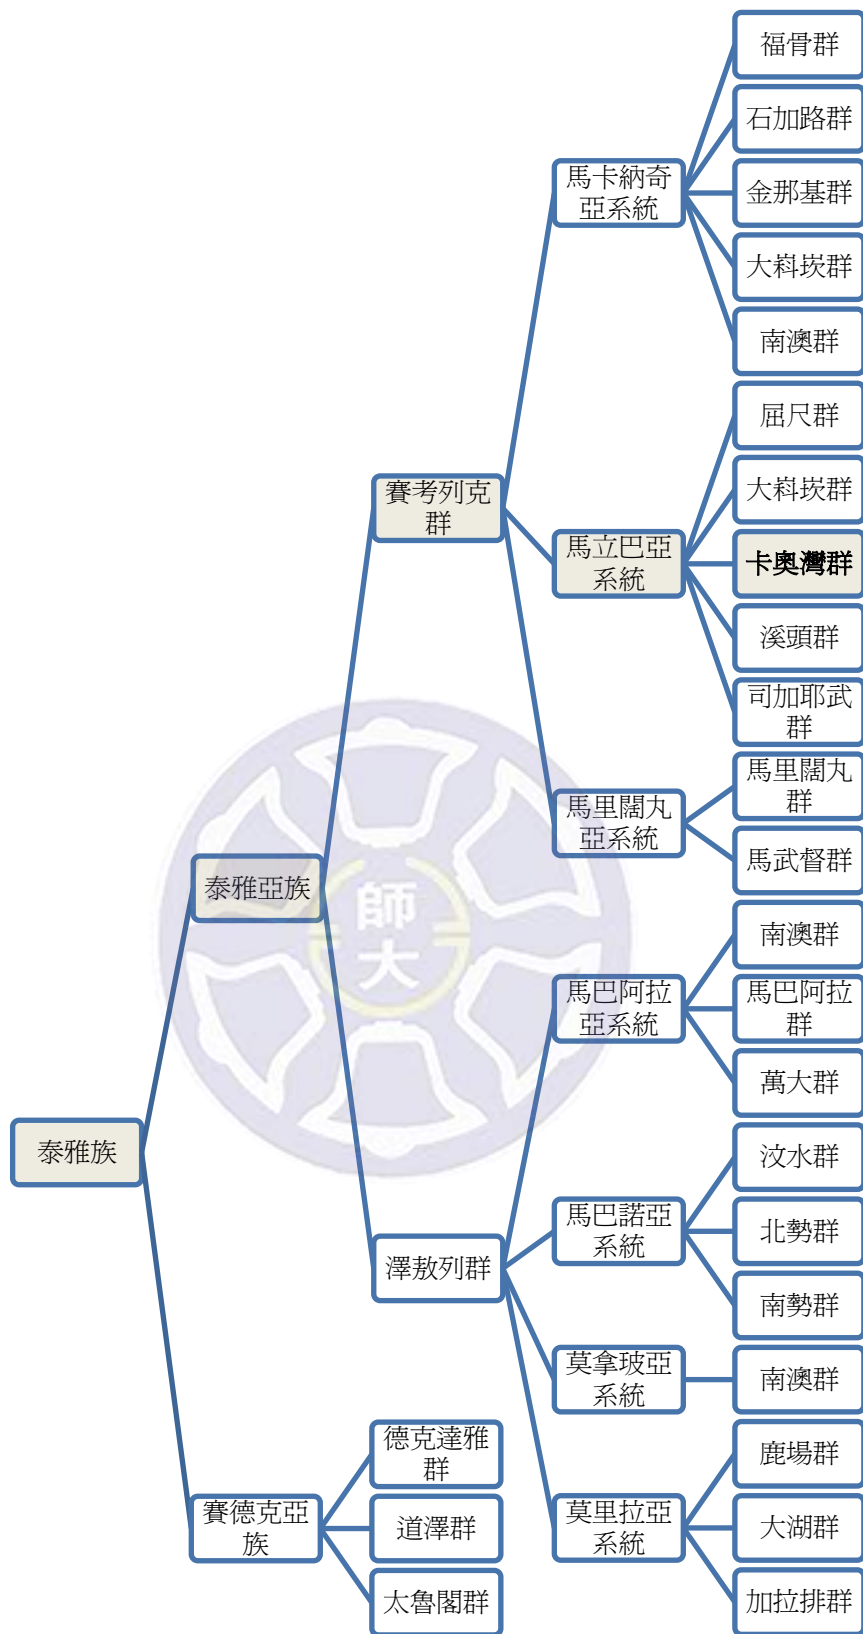 福骨群
石加路群
馬卡納奇
亞系統
金那基群
大嵙崁群
南澳群
屈尺群
賽考列克
群
大嵙崁群
馬立巴亞
系統
卡奧灣群
溪頭群
司加耶武
群
馬里闊丸
群
馬里闊丸
亞系統
馬武督群
泰雅亞族
師
大
南澳群
馬巴阿拉
亞系統
馬巴阿拉
群
萬大群
泰雅族
汶水群
馬巴諾亞
系統
北勢群
澤敖列群
南勢群
莫拿玻亞
系統
南澳群
德克達雅
群
鹿場群
賽德克亞
族
道澤群
莫里拉亞
系統
大湖群
太魯閣群
加拉排群